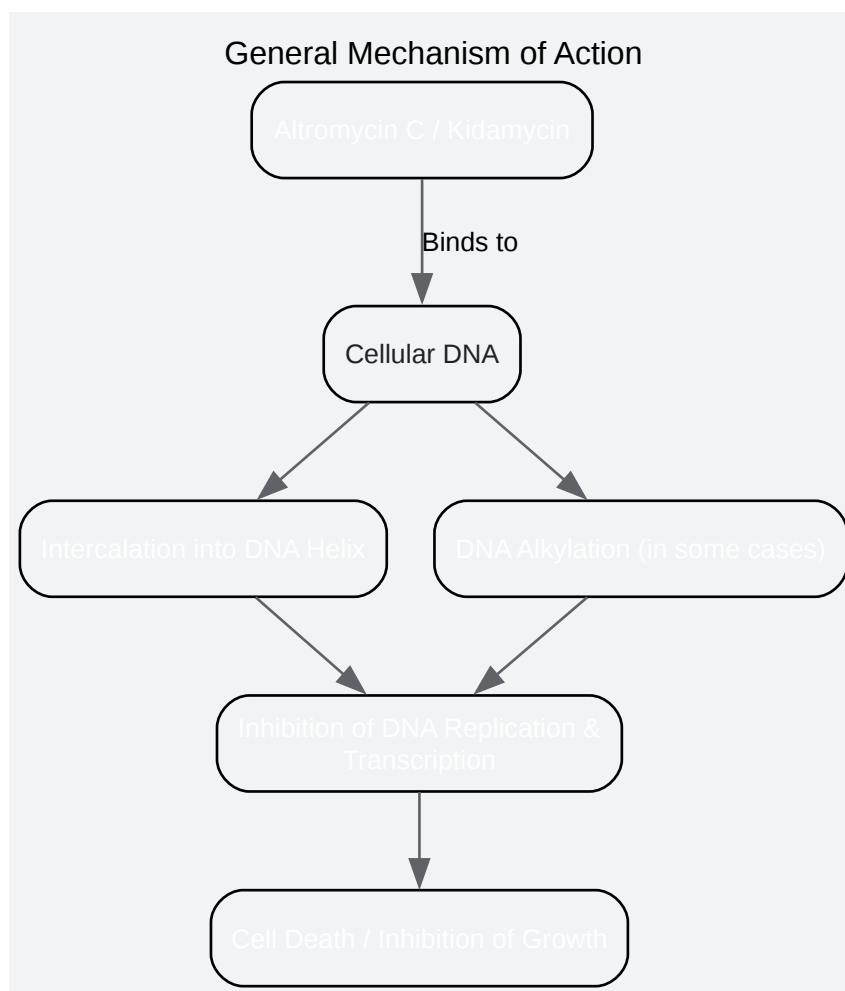 General Mechanism of Action
Altromycin C / Kidamycin
Binds to
Cellular DNA
Intercalation into DNA Helix
DNA Alkylation (in some cases)
Inhibition of DNA Replication &
Transcription
Cell Death / Inhibition of Growth